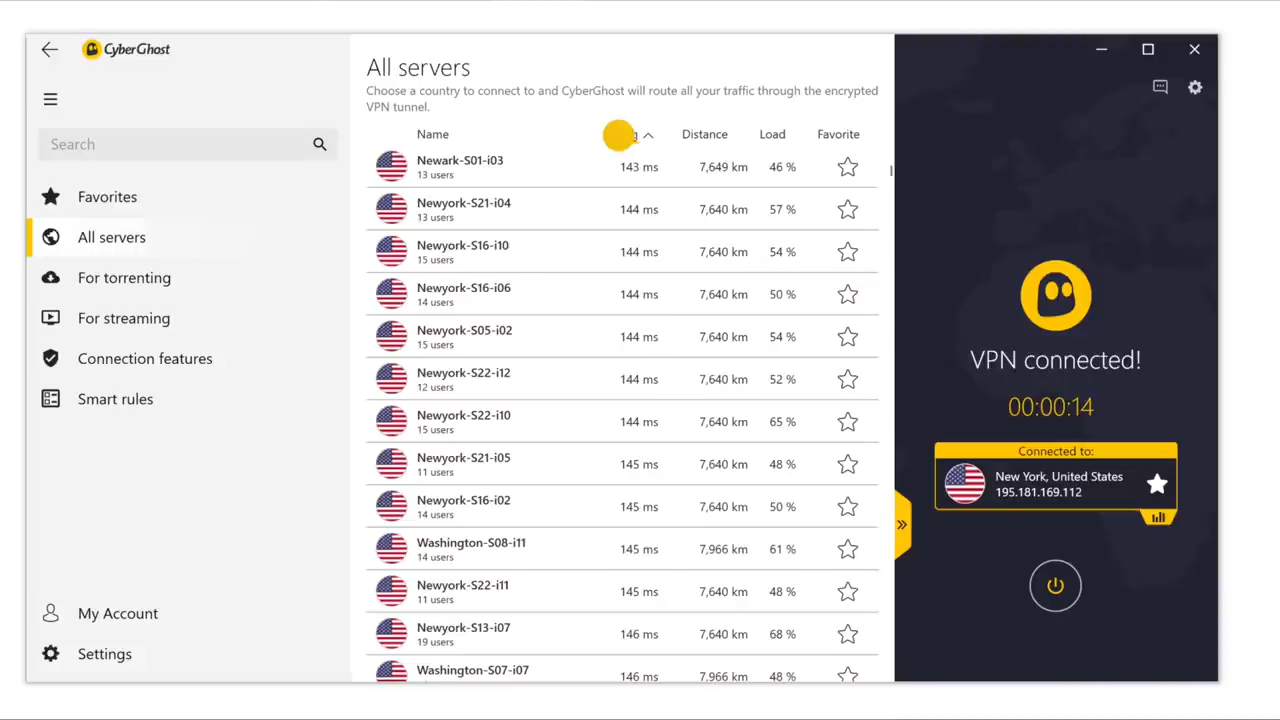 CyberGhost
Search
Favorites
All servers
For torrenting
For streaming
Connection features
Smart rules
My Account
Settings
All servers
Choose a country to connect to and CyberGhost will route all your traffic through the encrypted
VPN tunnel.
Name Distance Load Favorite
Newark-S01-i03 143 ms 7,649 km 46 %
13 users
Newyork-S21-i04 144 ms 7,640 km 57 %
13 users
Newyork-S16-i10 144 ms 7,640 km 54 %
15 users
Newyork-S16-i06 144 ms 7,640 km 50 %
14 users
Newyork-S05-i02 144 ms 7,640 km 54 %
15 users
Newyork-S22-i12 144 ms 7,640 km 52 %
12 users
Newyork-S22-i10 144 ms 7,640 km 65 %
15 users
Newyork-S21-i05 145 ms 7,640 km 48 %
11 users
Newyork-S16-i02 145 ms 7,640 km 50 %
14 users
Washington-S08-i11 145 ms 7,966 km 61 %
14 users
Newyork-S22-i11 145 ms 7,640 km 48 %
11 users
Newyork-S13-i07 146 ms 7,640 km 68 %
19 users
Washington-S07-i07 146 ms 7,966 km 48 %
VPN connected!
00:00:14
Connected to:
New York, United States
195.181.169.112